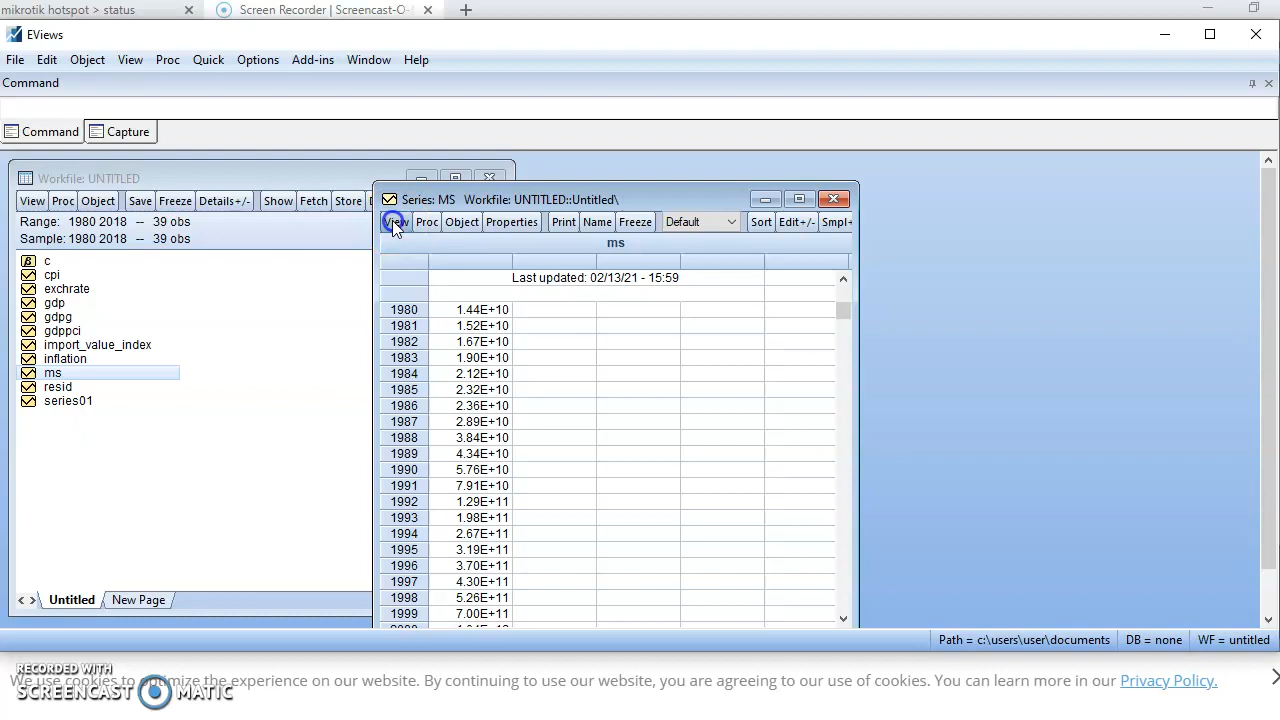 mikrotik hotspot > status
Screen Recorder | Screencast-O-
EViews
File Edit Object View Proc Quick Options Add-ins Window Help
Command
Command Capture
Workfile: UNTITLED
View Proc Object Save Freeze Details+/- Show Fetch Store
Range: 1980 2018 -- 39 obs
Sample: 1980 2018 -- 39 obs
c
cpi
exchrate
gdp
gdpg
gdppci
import_value_index
inflation
ms
resid
series01
Untitled New Page
Series: MS Workfile: UNTITLED::Untitled\
View Proc Object Properties Print Name Freeze Default Sort Edit+/- Smpl+
ms
Last updated: 02/13/21 - 15:59
1980 1.44E+10
1981 1.52E+10
1982 1.67E+10
1983 1.90E+10
1984 2.12E+10
1985 2.32E+10
1986 2.36E+10
1987 2.89E+10
1988 3.84E+10
1989 4.34E+10
1990 5.76E+10
1991 7.91E+10
1992 1.29E+11
1993 1.98E+11
1994 2.67E+11
1995 3.19E+11
1996 3.70E+11
1997 4.30E+11
1998 5.26E+11
1999 7.00E+11
Path = c:\users\user\documents DB = none WF = untitled
RECORDED WITH
SCREENCAST MATIC
We use cookies to optimize the experience on our website. By continuing to use our website, you are agreeing to our use of cookies. You can learn more in our Privacy Policy.